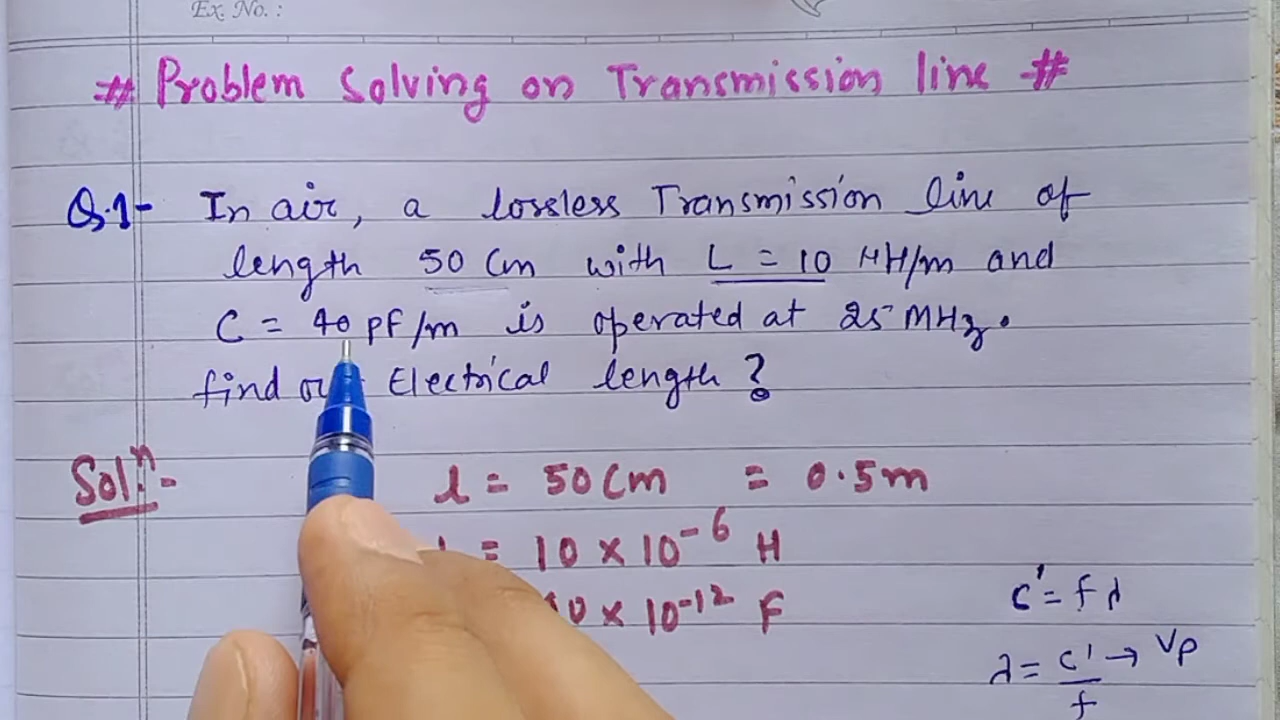 Ex. No. :
# Problem Solving on Transmission line #
Q.1- In air, a lossless Transmission line of
length 50 Cm with L = 10 μH/m and
C = 40 pF/m is operated at 25 MHz.
find Electrical length ?
Solⁿ:- l = 50 Cm = 0.5m
= 10 × 10⁻⁶ H
× 10⁻¹² F
c' = fλ
λ = c'/f → Vp